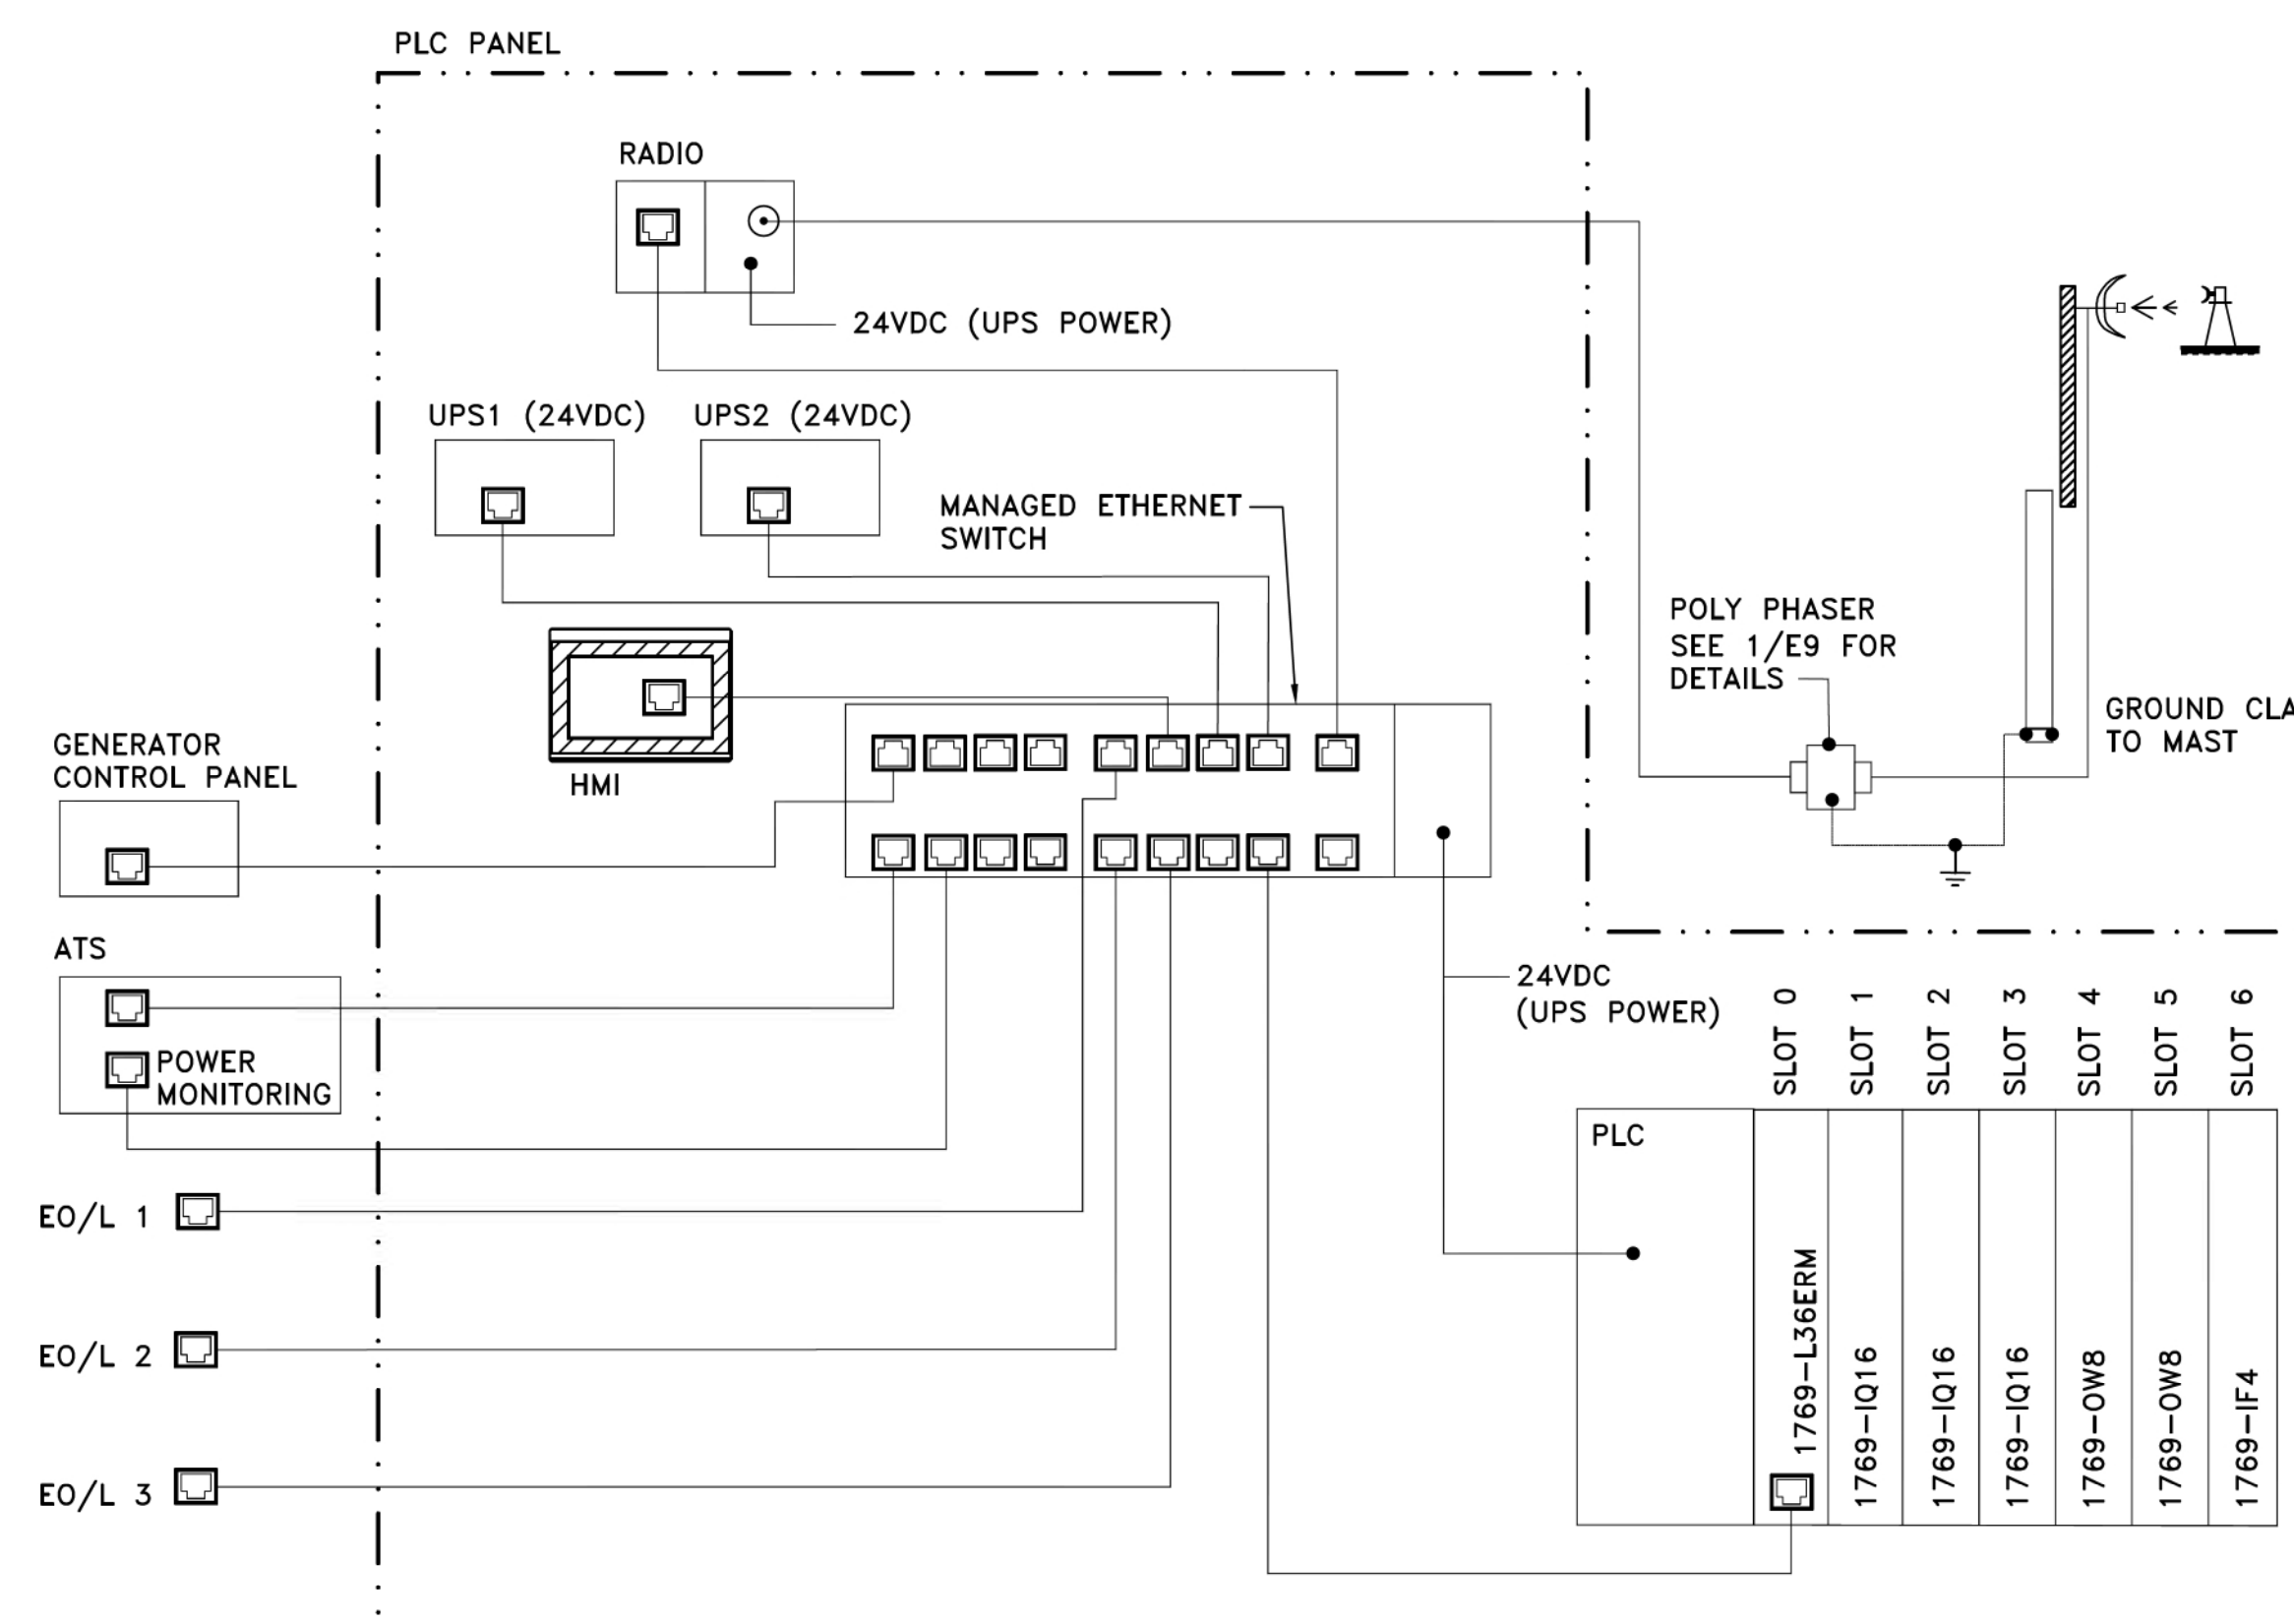 PLC PANEL
RADIO
24VDC (UPS POWER)
UPS1 (24VDC)
UPS2 (24VDC)
MANAGED ETHERNET
SWITCH
POLY PHASER
SEE 1/E9 FOR
DETAILS
GROUND CLA
TO MAST
GENERATOR
CONTROL PANEL
HMI
ATS
POWER
MONITORING
24VDC
(UPS POWER)
SLOT 0
SLOT 1
SLOT 2
SLOT 3
SLOT 4
SLOT 5
SLOT 6
PLC
EO/L 1
EO/L 2
EO/L 3
1769-L36ERM
1769-IQ16
1769-IQ16
1769-IQ16
1769-OW8
1769-OW8
1769-IF4